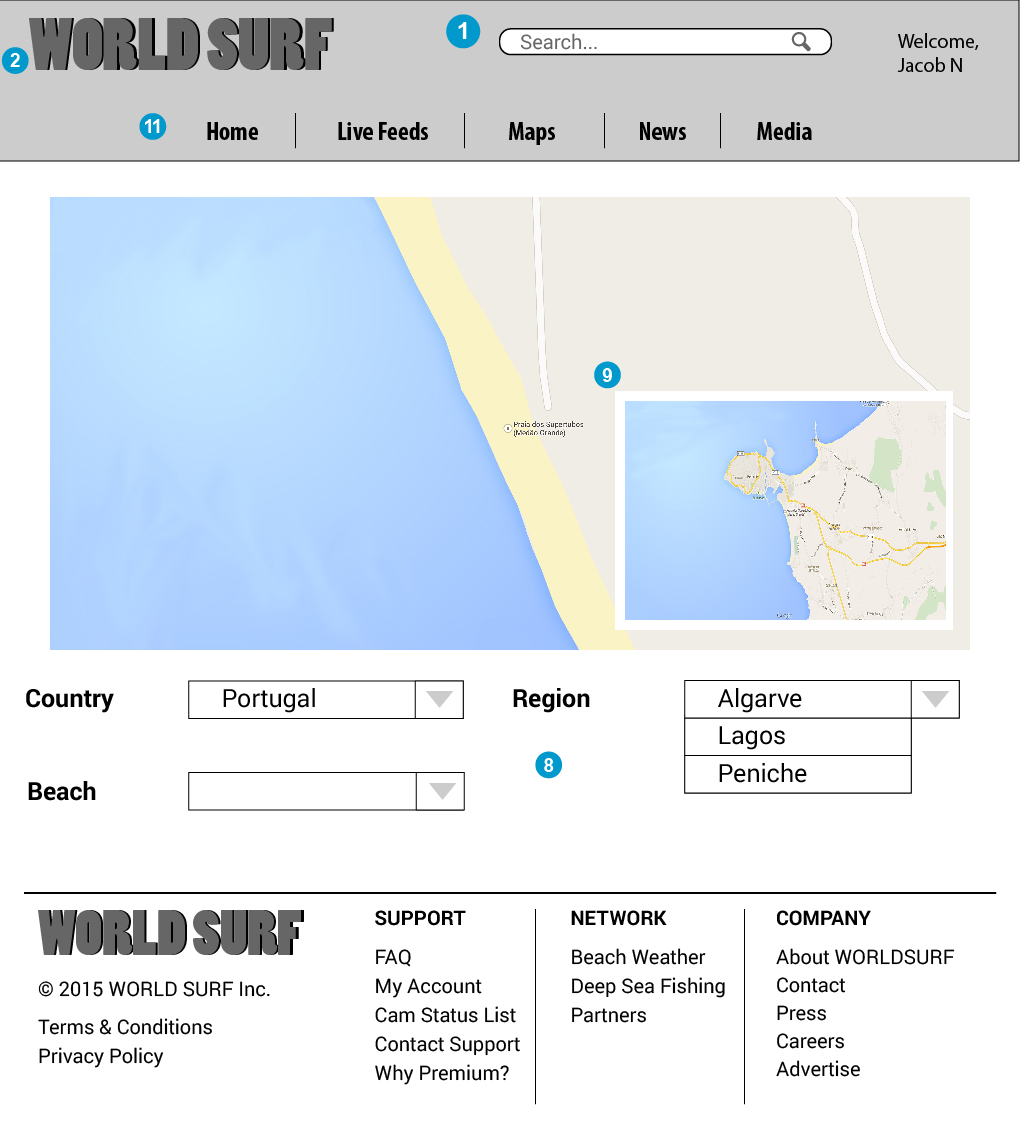 WORLD SURF
1
Search...
Welcome,
Jacob N
2
11
Home
Live Feeds
Maps
News
Media
9
Praia dos Supertubos
(Medão Grande)
Country
Portugal
Region
Algarve
Lagos
Peniche
8
Beach
WORLD SURF
© 2015 WORLD SURF Inc.
Terms & Conditions
Privacy Policy
SUPPORT
FAQ
My Account
Cam Status List
Contact Support
Why Premium?
NETWORK
Beach Weather
Deep Sea Fishing
Partners
COMPANY
About WORLDSURF
Contact
Press
Careers
Advertise